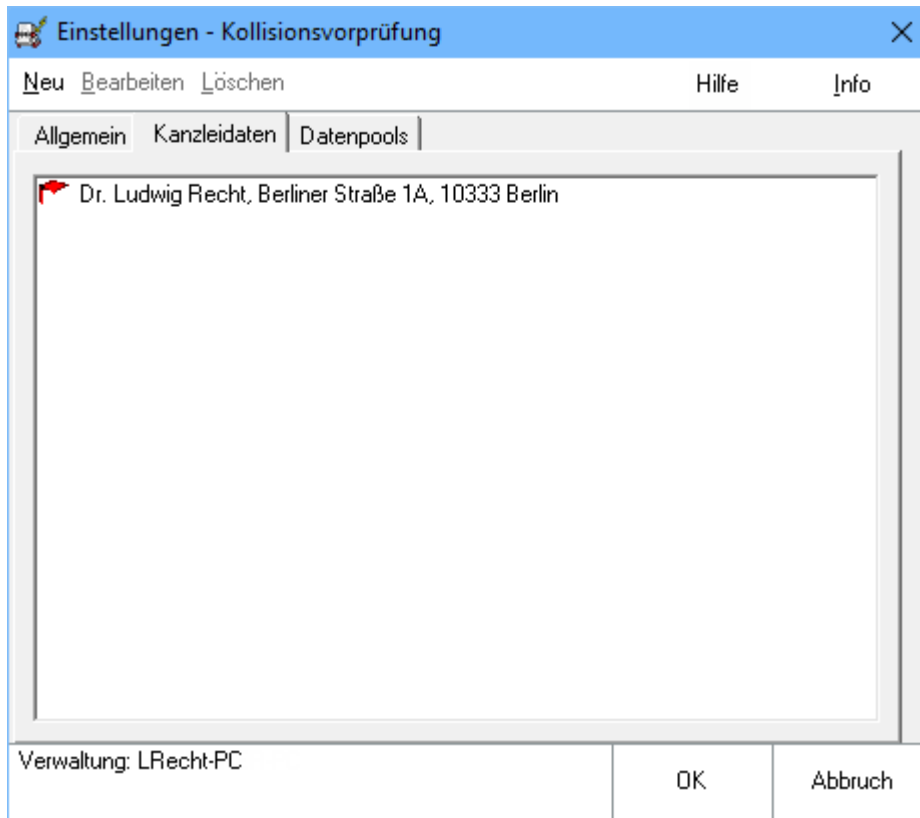 Einstellungen - Kollisionsvorprüfung
Neu Bearbeiten Löschen Hilfe Info
Allgemein Kanzleidaten Datenpools
Dr. Ludwig Recht, Berliner Straße 1A, 10333 Berlin
Verwaltung: LRecht-PC
OK Abbruch